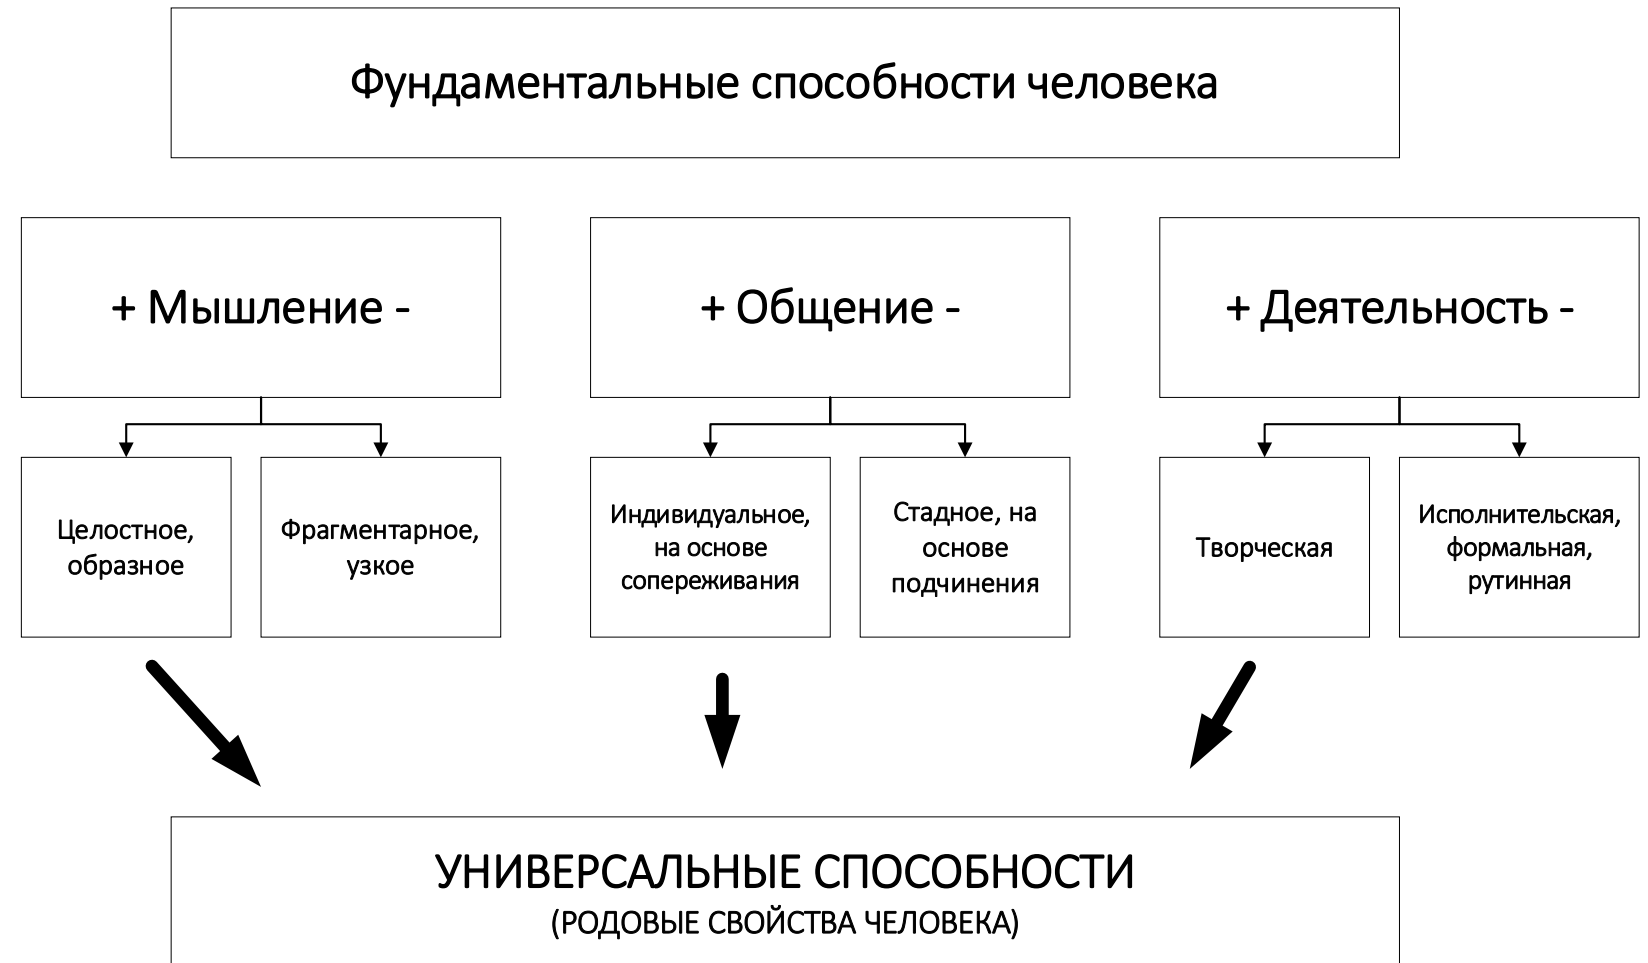 Фундаментальные способности человека
+ Мышление -
+ Общение -
+ Деятельность -
Целостное,
образное
Фрагментарное,
узкое
Индивидуальное,
на основе
сопереживания
Стадное, на
основе
подчинения
Творческая
Исполнительская,
формальная,
рутинная
УНИВЕРСАЛЬНЫЕ СПОСОБНОСТИ
(РОДОВЫЕ СВОЙСТВА ЧЕЛОВЕКА)